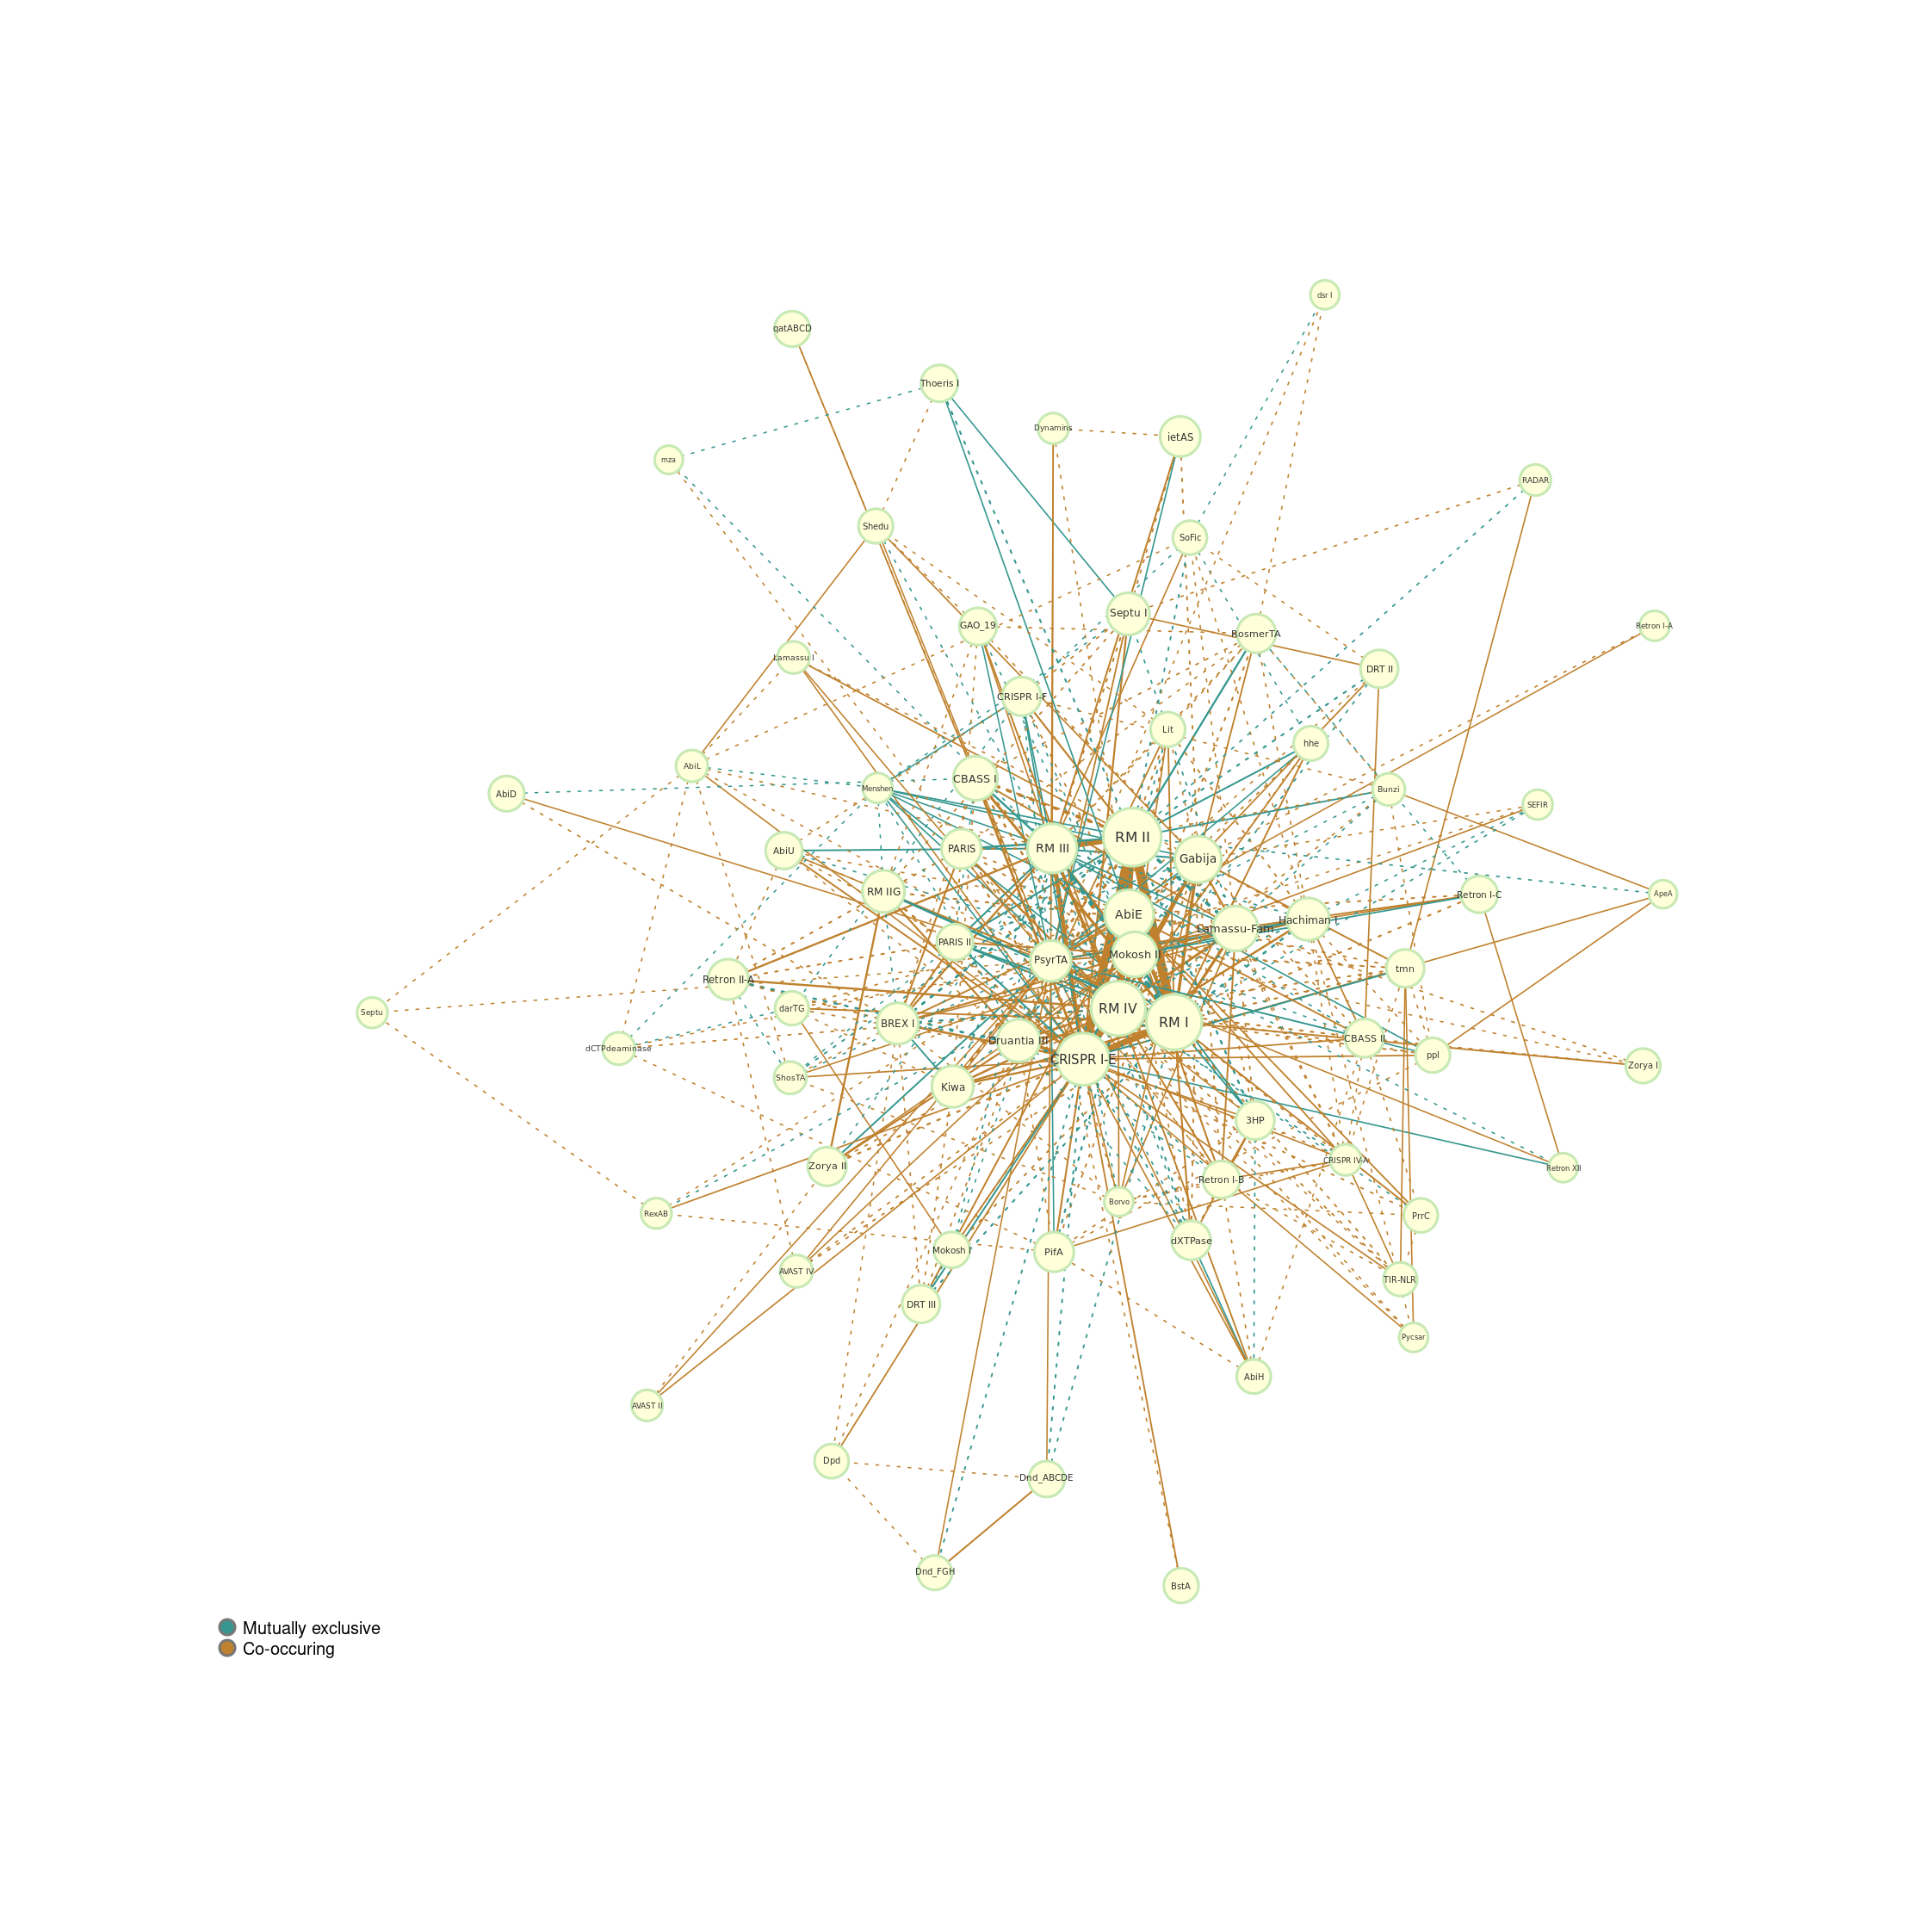 dsr I
qatABCD
Thoeris I
Dynamins
ietAS
mza
RADAR
Shedu
SoFic
Septu I
GAO_19
Retron I-A
RosmerTA
Lamassu I
DRT II
CRISPR I-F
Lit
hhe
AbiL
CBASS I
Menshen
Bunzi
AbiD
SEFIR
RM II
RM III
PARIS
AbiU
Gabija
RM IIG
Retron I-C
ApeA
AbiE
Hachiman I
Lamassu-Fam
PARIS II
Mokosh II
PsyrTA
tmn
Retron II-A
darTG
RM IV
Septu
RM I
BREX I
CBASS II
Druantia III
dCTPdeaminase
ppl
CRISPR I-E
Zorya I
ShosTA
Kiwa
3HP
CRISPR IV-A
Zorya II
Retron XII
Retron I-B
Borvo
RexAB
PrrC
dXTPase
Mokosh I
PifA
AVAST IV
TIR-NLR
DRT III
Pycsar
AbiH
AVAST II
Dpd
Dnd_ABCDE
Dnd_FGH
BstA
Mutually exclusive
Co-occuring